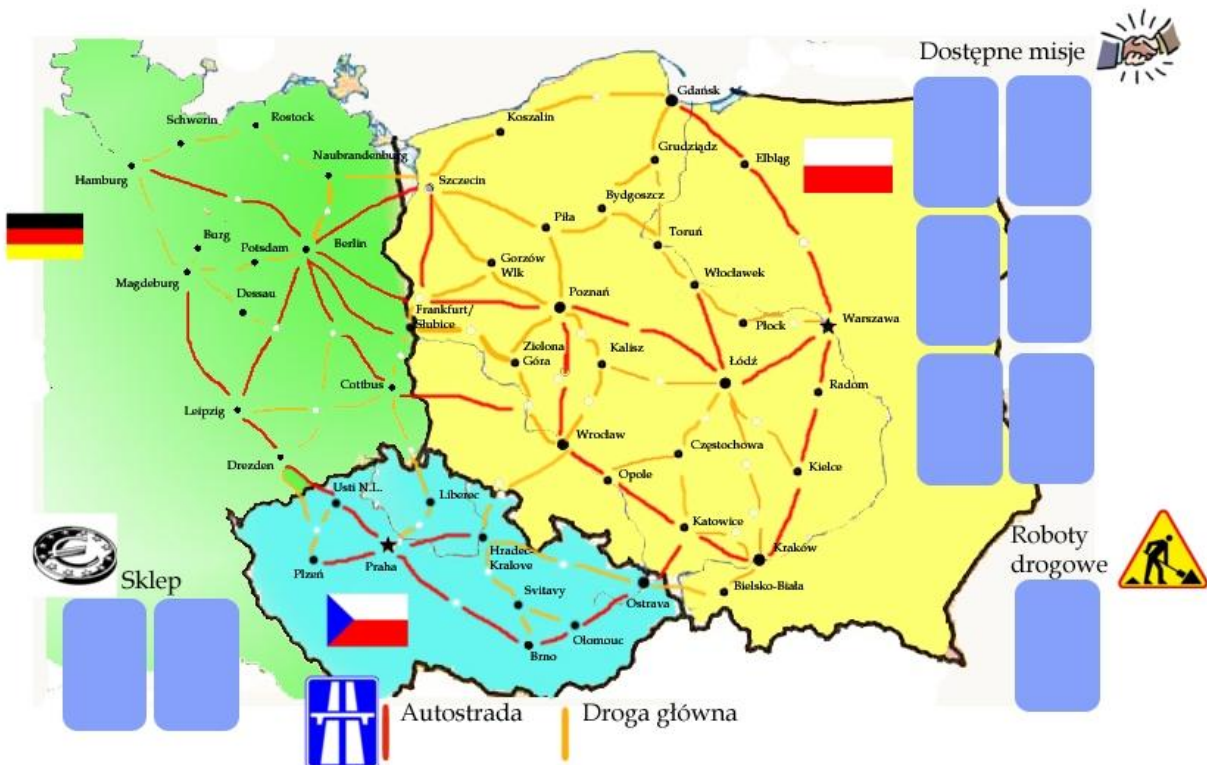 Dostępne misje
Gdańsk
Koszalin
Rostock
Schwerin
Grudziądz
Elbląg
Naubrandenburg
Hamburg
Szczecin
Bydgoszcz
Piła
Toruń
Burg
Potsdam
Berlin
Magdeburg
Gorzów
Wlk
Włocławek
Dessau
Poznań
Frankfurt/
Słubice
Płock
Warszawa
Zielona
Góra
Kalisz
Łódź
Cottbus
Radom
Leipzig
Wrocław
Częstochowa
Drezden
Opole
Kielce
Usti N.L.
Liberec
Katowice
Kraków
Roboty
drogowe
Hradec-
Kralove
Plzeń
Praha
Sklep
Ostrava
Bielsko-Biała
Svitavy
Ołomouc
Brno
Autostrada
Droga główna